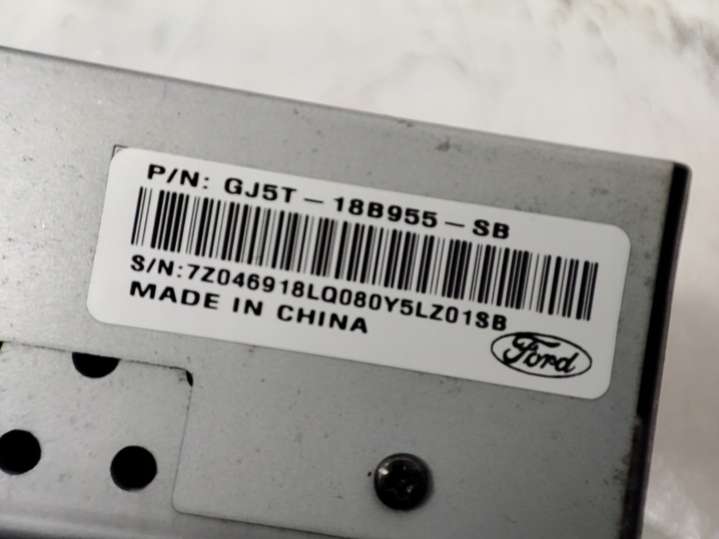 P/N: GJ5T-18B955-SB
S/N:7Z046918LQ080Y5LZ01SB
MADE IN CHINA
Ford